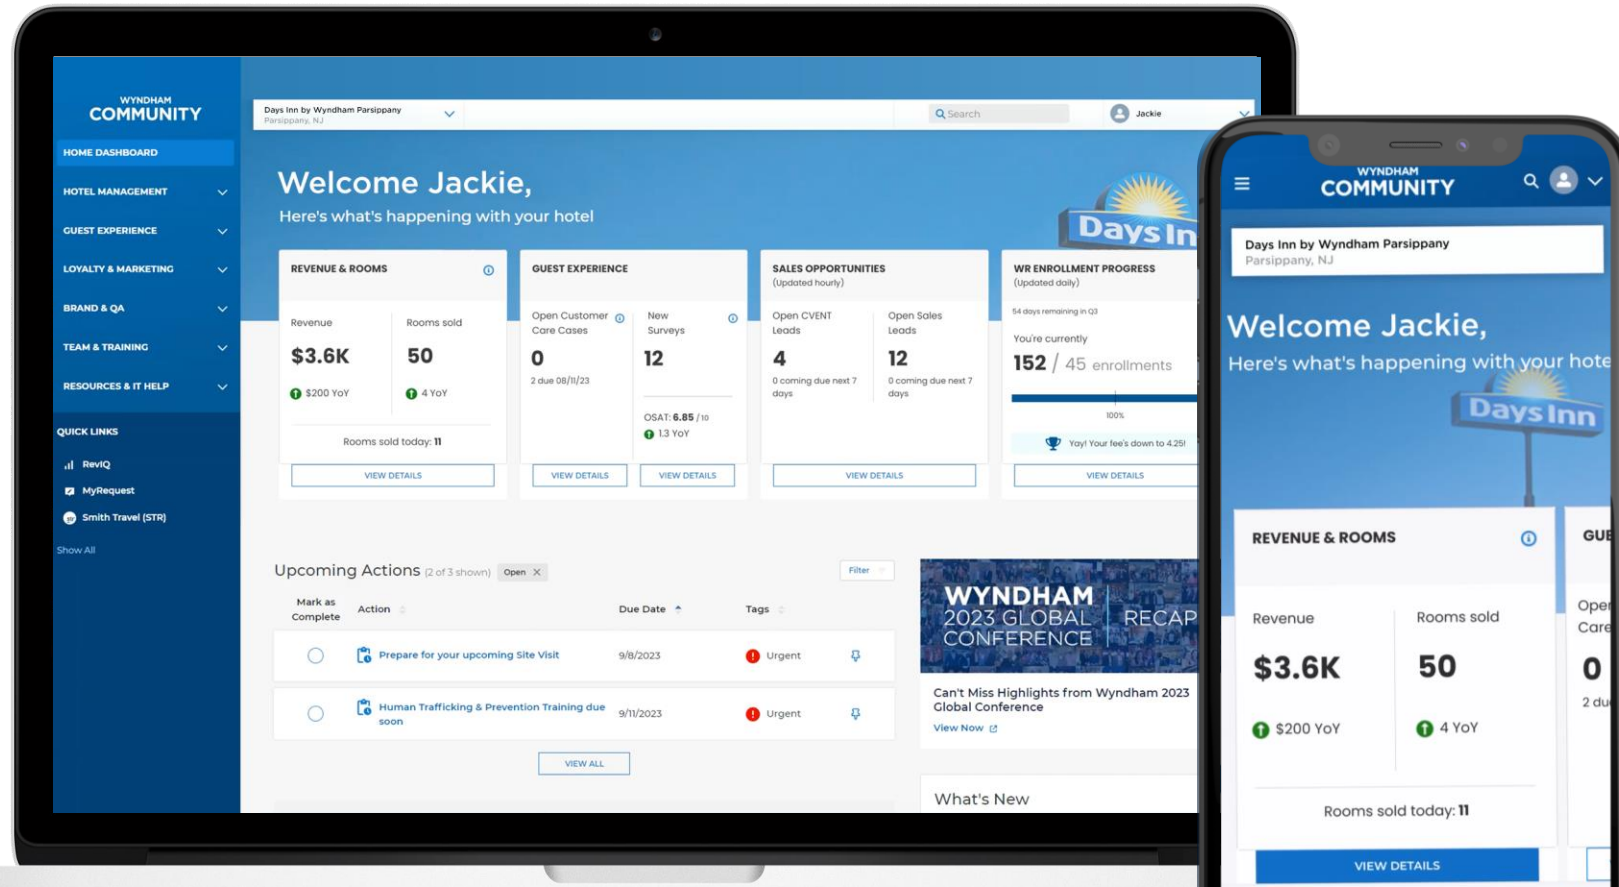 WYNDHAM
COMMUNITY
HOME DASHBOARD
HOTEL MANAGEMENT
GUEST EXPERIENCE
LOYALTY & MARKETING
BRAND & QA
TEAM & TRAINING
RESOURCES & IT HELP
QUICK LINKS
RevIQ
MyRequest
Smith Travel (STR)
Show All
Days Inn by Wyndham Parsippany
Parsippany, NJ
Search
Jackie
Welcome Jackie,
Here's what's happening with your hotel
Days In
REVENUE & ROOMS
Revenue
$3.6K
$200 YoY
Rooms sold
50
4 YoY
Rooms sold today: 11
VIEW DETAILS
GUEST EXPERIENCE
Open Customer
Care Cases
0
2 due 08/11/23
New
Surveys
12
OSAT: 6.85 /10
1.3 YoY
VIEW DETAILS
VIEW DETAILS
SALES OPPORTUNITIES
(Updated hourly)
Open CVENT
Leads
4
0 coming due next 7
days
Open Sales
Leads
12
0 coming due next 7
days
VIEW DETAILS
WR ENROLLMENT PROGRESS
(Updated daily)
54 days remaining in Q3
You're currently
152 / 45 enrollments
100%
Yay! Your fee's down to 4.25!
VIEW DETAILS
Upcoming Actions (2 of 3 shown) Open X
Filter
Mark as
Complete
Action
Due Date
Tags
Prepare for your upcoming Site Visit
9/8/2023
Urgent
Human Trafficking & Prevention Training due
soon
9/11/2023
Urgent
VIEW ALL
WYNDHAM
2023 GLOBAL
CONFERENCE
RECAP
Can't Miss Highlights from Wyndham 2023
Global Conference
View Now
What's New
WYNDHAM
COMMUNITY
Days Inn by Wyndham Parsippany
Parsippany, NJ
Welcome Jackie,
Here's what's happening with your hote
Days Inn
REVENUE & ROOMS
Revenue
$3.6K
$200 YoY
Rooms sold
50
4 YoY
Rooms sold today: 11
VIEW DETAILS
GUE
Oper
Care
0
2 du